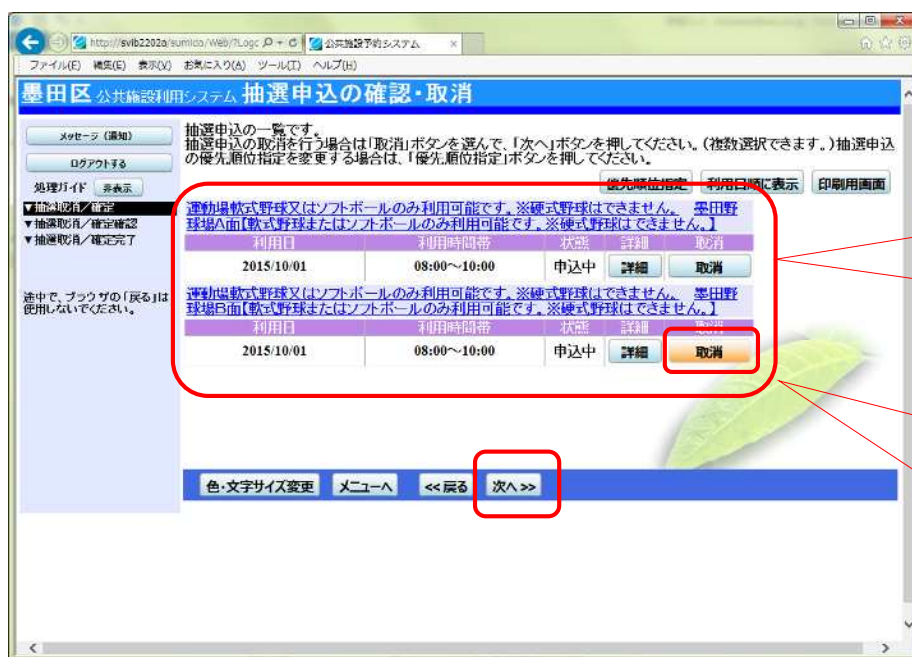 http://svib2202a/sumida/Web/?Logc
公共施設予約システム
ファイル(F) 編集(E) 表示(V) お気に入り(A) ツール(T) ヘルプ(H)
墨田区 公共施設利用システム 抽選申込の確認・取消
メッセージ（通知）
ログアウトする
処理ガイド 非表示
▼抽選取消／確定
▼抽選取消／確定確認
▼抽選取消／確定完了
途中で、ブラウザの「戻る」は
使用しないでください。
抽選申込の一覧です。
抽選申込の取消を行う場合は「取消」ボタンを選んで、「次へ」ボタンを押してください。(複数選択できます。)抽選申込
の優先順位指定を変更する場合は、「優先順位指定」ボタンを押してください。
優先順位指定 利用日順に表示 印刷用画面
運動場軟式野球又はソフトボールのみ利用可能です。※硬式野球はできません。 墨田野
球場A面【軟式野球またはソフトボールのみ利用可能です。※硬式野球はできません。】
利用日 利用時間帯 状態 詳細 取消
2015/10/01 08:00～10:00 申込中 詳細 取消
運動場軟式野球又はソフトボールのみ利用可能です。※硬式野球はできません。 墨田野
球場B面【軟式野球またはソフトボールのみ利用可能です。※硬式野球はできません。】
利用日 利用時間帯 状態 詳細 取消
2015/10/01 08:00～10:00 申込中 詳細 取消
色・文字サイズ変更 メニューへ <<戻る 次へ>>